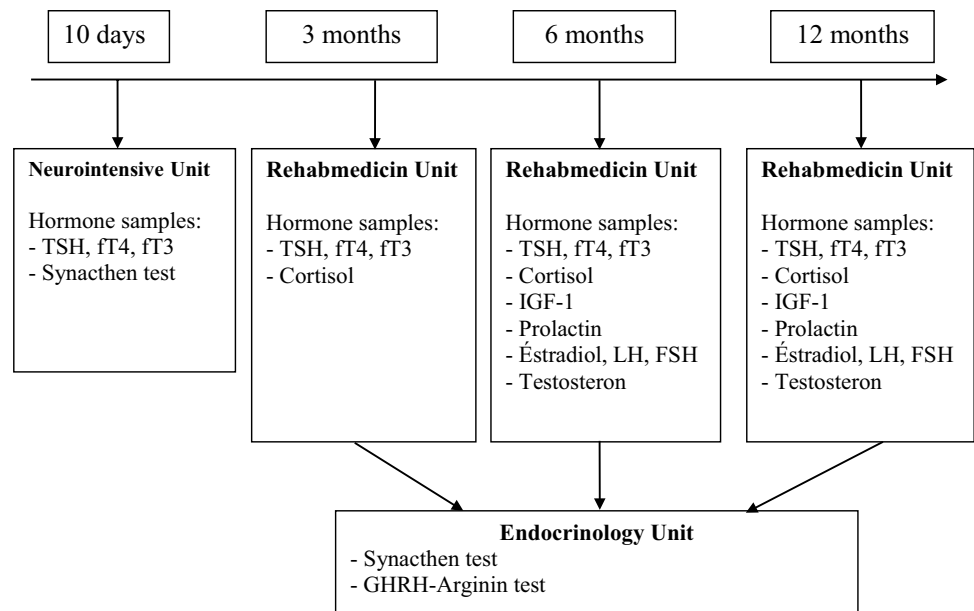 10 days
3 months
6 months
12 months
Neurointensive Unit
Hormone samples:
- TSH, fT4, fT3
- Synacthen test
Rehabmedicin Unit
Hormone samples:
- TSH, fT4, fT3
- Cortisol
Rehabmedicin Unit
Hormone samples:
- TSH, fT4, fT3
- Cortisol
- IGF-1
- Prolactin
- Éstradiol, LH, FSH
- Testosteron
Rehabmedicin Unit
Hormone samples:
- TSH, fT4, fT3
- Cortisol
- IGF-1
- Prolactin
- Éstradiol, LH, FSH
- Testosteron
Endocrinology Unit
- Synacthen test
- GHRH-Arginin test